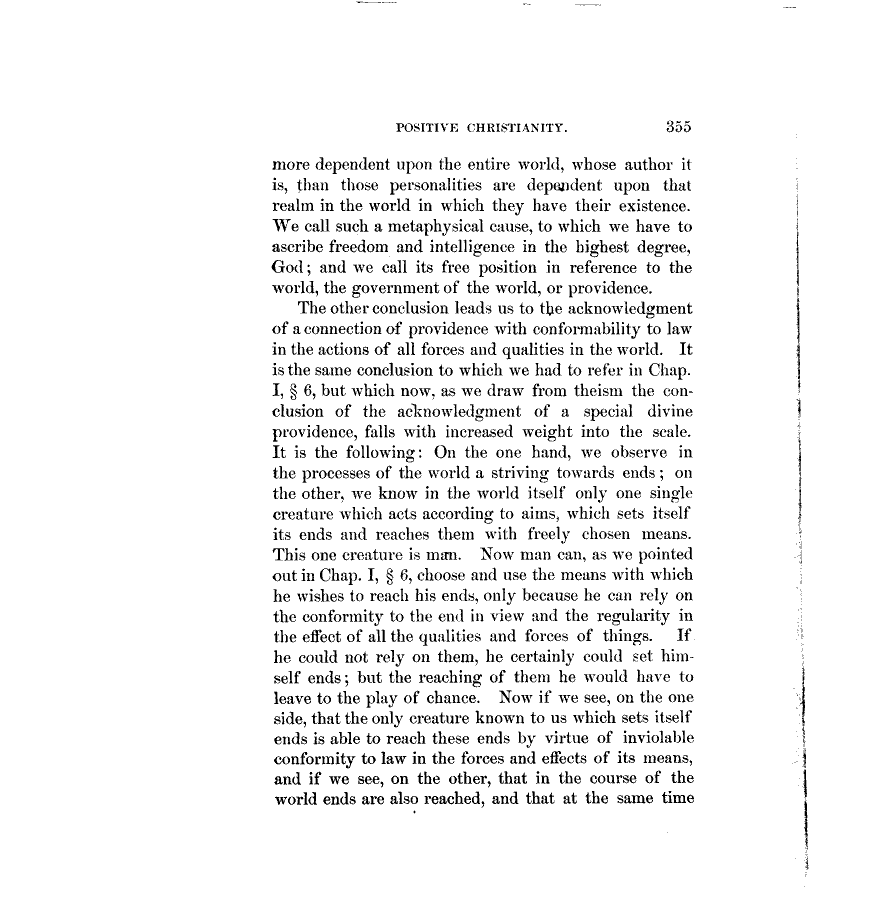 POSITIVE CHRISTIANITY. 355
more dependent upon the entire world, whose author it
is, than those personalities are dependent upon that
realm in the world in which they have their existence.
We call such a metaphysical cause, to which we have to
ascribe freedom and intelligence in the highest degree,
God; and we call its free position in reference to the
world, the government of the world, or providence.
The other conclusion leads us to the acknowledgment
of a connection of providence with conformability to law
in the actions of all forces and qualities in the world. It
is the same conclusion to which we had to refer in Chap.
I, § 6, but which now, as we draw from theism the con-
clusion of the acknowledgment of a special divine
providence, falls with increased weight into the scale.
It is the following: On the one hand, we observe in
the processes of the world a striving towards ends; on
the other, we know in the world itself only one single
creature which acts according to aims, which sets itself
its ends and reaches them with freely chosen means.
This one creature is man. Now man can, as we pointed
out in Chap. I, § 6, choose and use the means with which
he wishes to reach his ends, only because he can rely on
the conformity to the end in view and the regularity in
the effect of all the qualities and forces of things. If
he could not rely on them, he certainly could set him-
self ends; but the reaching of them he would have to
leave to the play of chance. Now if we see, on the one
side, that the only creature known to us which sets itself
ends is able to reach these ends by virtue of inviolable
conformity to law in the forces and effects of its means,
and if we see, on the other, that in the course of the
world ends are also reached, and that at the same time